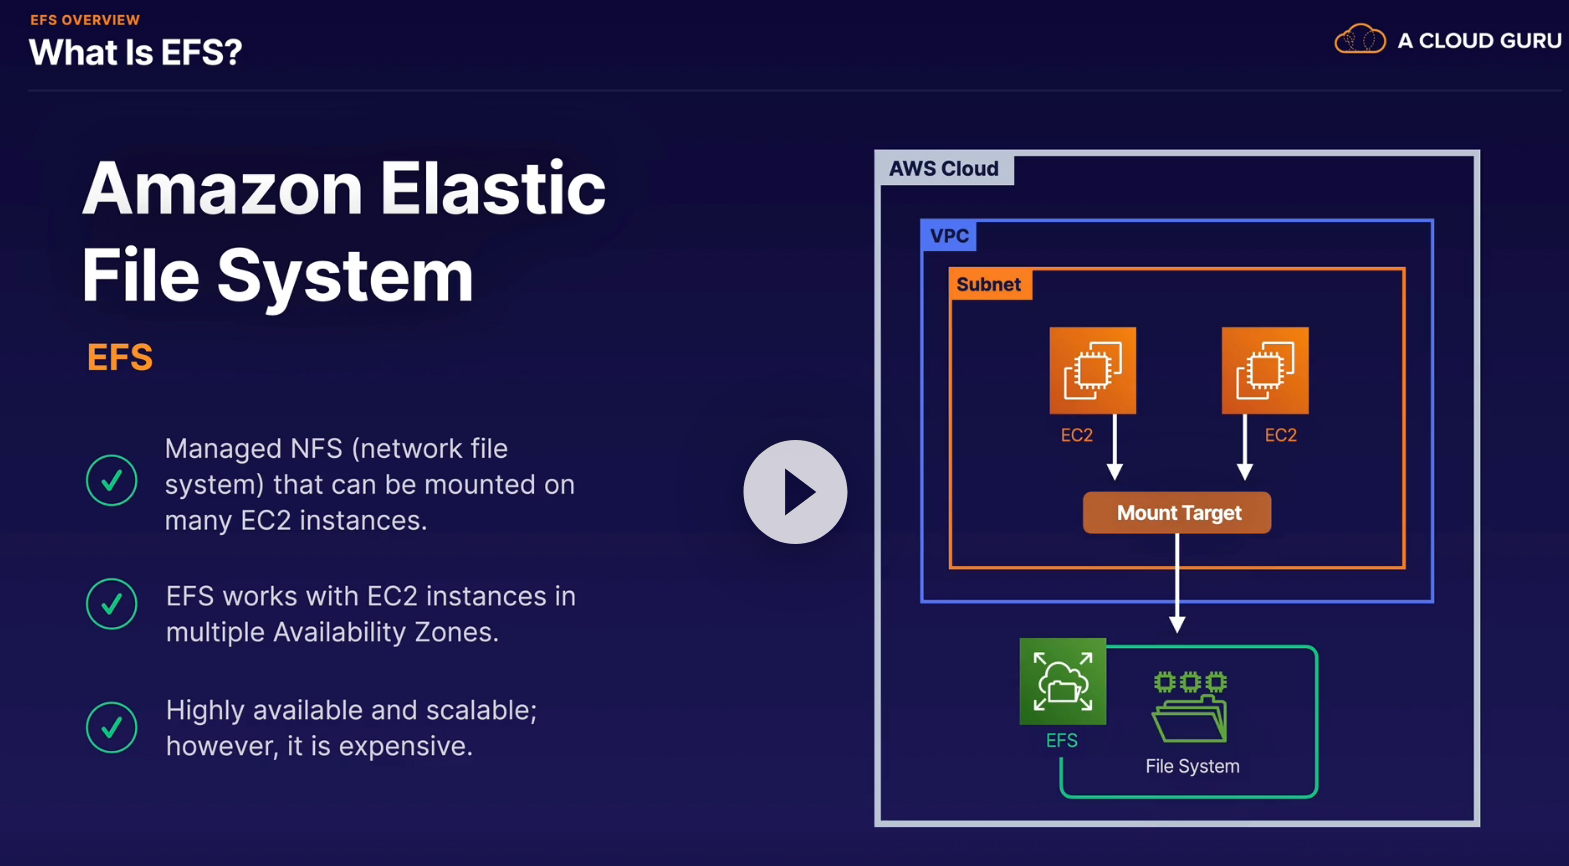 EFS OVERVIEW
What Is EFS?
A CLOUD GURU
Amazon Elastic
File System
EFS
Managed NFS (network file
system) that can be mounted on
many EC2 instances.
EFS works with EC2 instances in
multiple Availability Zones.
Highly available and scalable;
however, it is expensive.
AWS Cloud
VPC
Subnet
EC2
EC2
Mount Target
EFS
File System